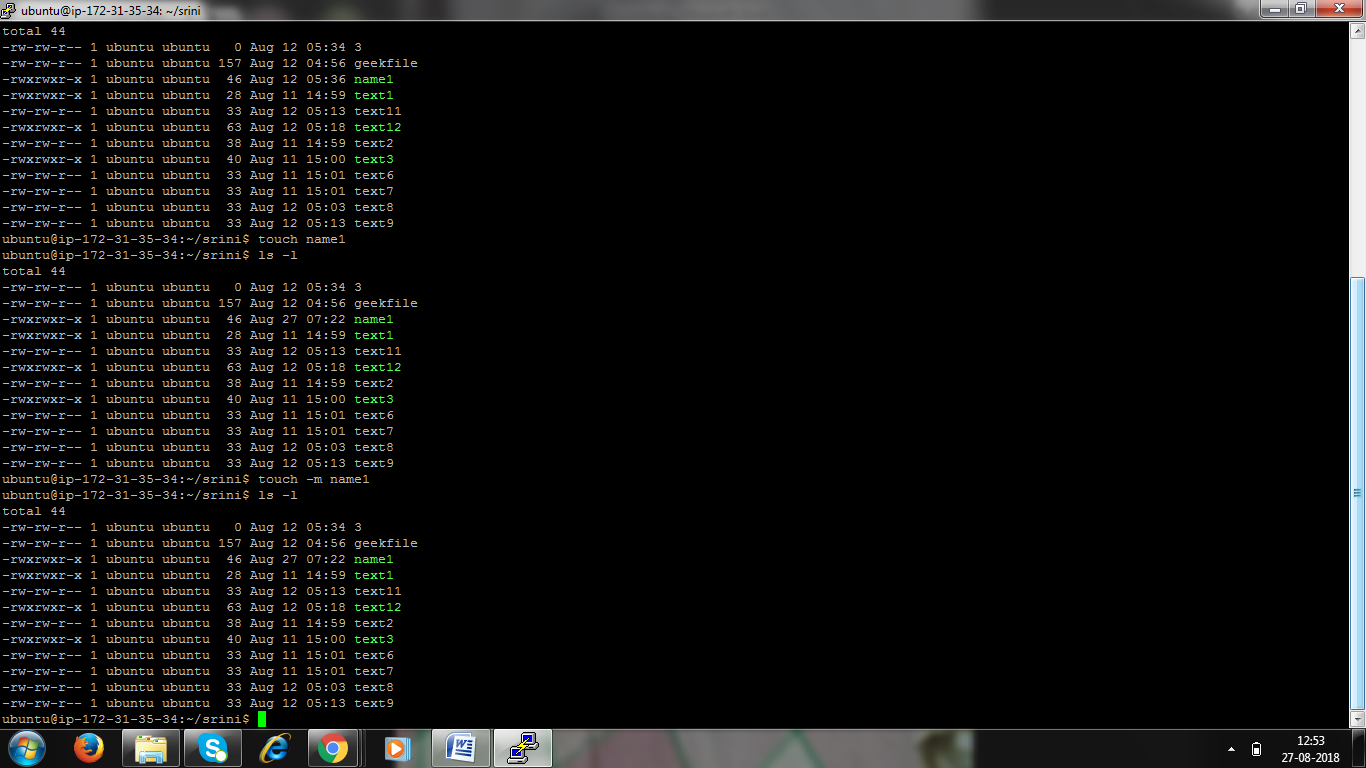 ubuntu@ip-172-31-35-34: ~/srini
total 44
-rw-rw-r-- 1 ubuntu ubuntu   0 Aug 12 05:34 3
-rw-rw-r-- 1 ubuntu ubuntu 157 Aug 12 04:56 geekfile
-rwxrwxr-x 1 ubuntu ubuntu  46 Aug 12 05:36 name1
-rwxrwxr-x 1 ubuntu ubuntu  28 Aug 11 14:59 text1
-rw-rw-r-- 1 ubuntu ubuntu  33 Aug 12 05:13 text11
-rwxrwxr-x 1 ubuntu ubuntu  63 Aug 12 05:18 text12
-rw-rw-r-- 1 ubuntu ubuntu  38 Aug 11 14:59 text2
-rwxrwxr-x 1 ubuntu ubuntu  40 Aug 11 15:00 text3
-rw-rw-r-- 1 ubuntu ubuntu  33 Aug 11 15:01 text6
-rw-rw-r-- 1 ubuntu ubuntu  33 Aug 11 15:01 text7
-rw-rw-r-- 1 ubuntu ubuntu  33 Aug 12 05:03 text8
-rw-rw-r-- 1 ubuntu ubuntu  33 Aug 12 05:13 text9
ubuntu@ip-172-31-35-34:~/srini$ touch name1
ubuntu@ip-172-31-35-34:~/srini$ ls -l
total 44
-rw-rw-r-- 1 ubuntu ubuntu   0 Aug 12 05:34 3
-rw-rw-r-- 1 ubuntu ubuntu 157 Aug 12 04:56 geekfile
-rwxrwxr-x 1 ubuntu ubuntu  46 Aug 27 07:22 name1
-rwxrwxr-x 1 ubuntu ubuntu  28 Aug 11 14:59 text1
-rw-rw-r-- 1 ubuntu ubuntu  33 Aug 12 05:13 text11
-rwxrwxr-x 1 ubuntu ubuntu  63 Aug 12 05:18 text12
-rw-rw-r-- 1 ubuntu ubuntu  38 Aug 11 14:59 text2
-rwxrwxr-x 1 ubuntu ubuntu  40 Aug 11 15:00 text3
-rw-rw-r-- 1 ubuntu ubuntu  33 Aug 11 15:01 text6
-rw-rw-r-- 1 ubuntu ubuntu  33 Aug 11 15:01 text7
-rw-rw-r-- 1 ubuntu ubuntu  33 Aug 12 05:03 text8
-rw-rw-r-- 1 ubuntu ubuntu  33 Aug 12 05:13 text9
ubuntu@ip-172-31-35-34:~/srini$ touch -m name1
ubuntu@ip-172-31-35-34:~/srini$ ls -l
total 44
-rw-rw-r-- 1 ubuntu ubuntu   0 Aug 12 05:34 3
-rw-rw-r-- 1 ubuntu ubuntu 157 Aug 12 04:56 geekfile
-rwxrwxr-x 1 ubuntu ubuntu  46 Aug 27 07:22 name1
-rwxrwxr-x 1 ubuntu ubuntu  28 Aug 11 14:59 text1
-rw-rw-r-- 1 ubuntu ubuntu  33 Aug 12 05:13 text11
-rwxrwxr-x 1 ubuntu ubuntu  63 Aug 12 05:18 text12
-rw-rw-r-- 1 ubuntu ubuntu  38 Aug 11 14:59 text2
-rwxrwxr-x 1 ubuntu ubuntu  40 Aug 11 15:00 text3
-rw-rw-r-- 1 ubuntu ubuntu  33 Aug 11 15:01 text6
-rw-rw-r-- 1 ubuntu ubuntu  33 Aug 11 15:01 text7
-rw-rw-r-- 1 ubuntu ubuntu  33 Aug 12 05:03 text8
-rw-rw-r-- 1 ubuntu ubuntu  33 Aug 12 05:13 text9
ubuntu@ip-172-31-35-34:~/srini$
12:53
27-08-2018